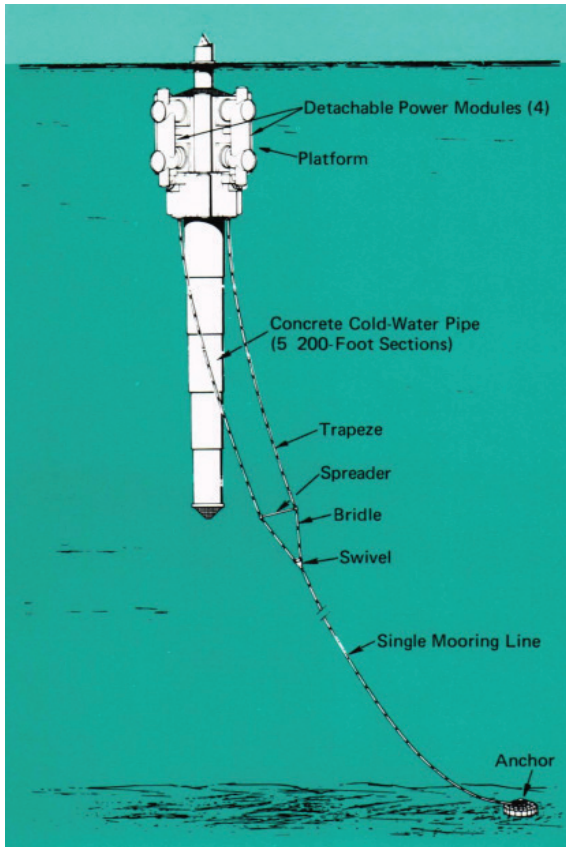 Detachable Power Modules (4)
Platform
Concrete Cold-Water Pipe
(5 200-Foot Sections)
Trapeze
Spreader
Bridle
Swivel
Single Mooring Line
Anchor